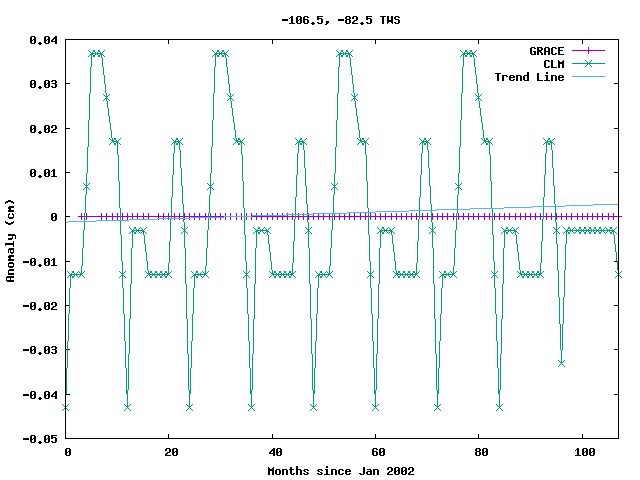 -106.5, -82.5 TWS
GRACE
CLM
Trend Line
0.04
0.03
0.02
0.01
0
-0.01
-0.02
-0.03
-0.04
-0.05
Anomaly (cm)
0 20 40 60 80 100
Months since Jan 2002